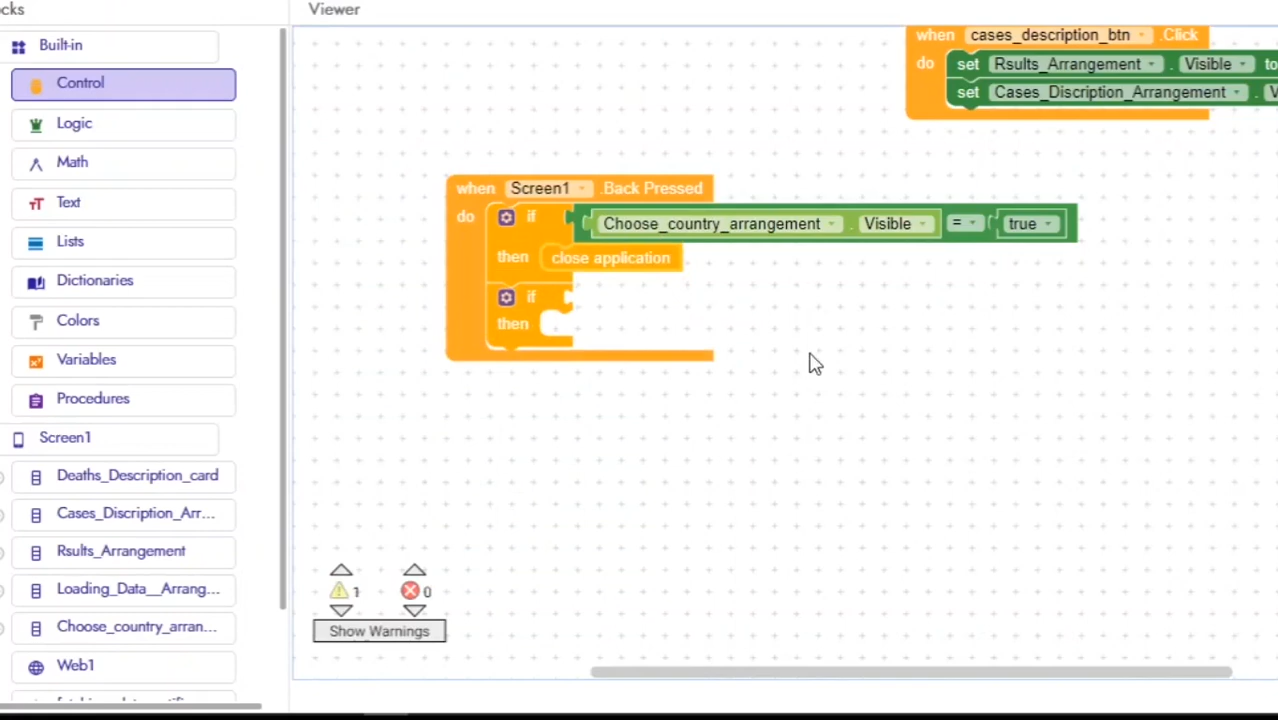 cks
Viewer
Built-in
Control
Logic
Math
Text
Lists
Dictionaries
Colors
Variables
Procedures
Screen1
Deaths_Description_card
Cases_Discription_Arr...
Rsults_Arrangement
Loading_Data__Arrang...
Choose_country_arran...
Web1
when cases_description_btn .Click
do set Rsults_Arrangement . Visible to
set Cases_Discription_Arrangement . V
when Screen1 .Back Pressed
do if Choose_country_arrangement . Visible = true
then close application
if
then
1 0
Show Warnings